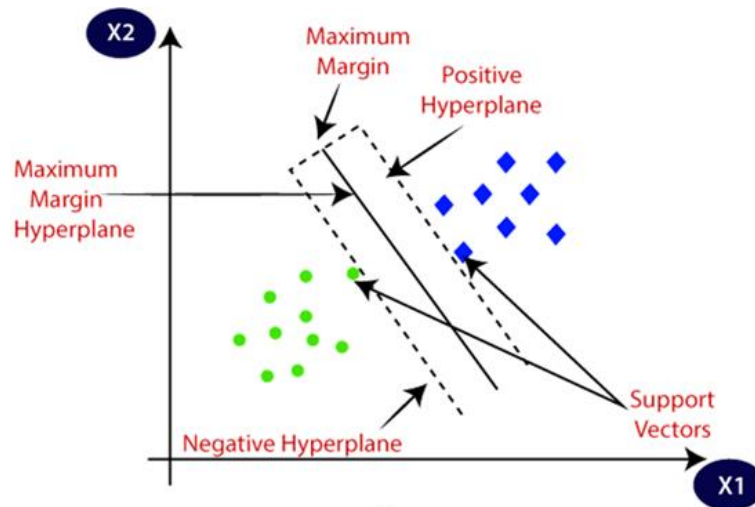 X2
Maximum
Margin
Positive
Hyperplane
Maximum
Margin
Hyperplane
Support
Vectors
Negative Hyperplane
X1